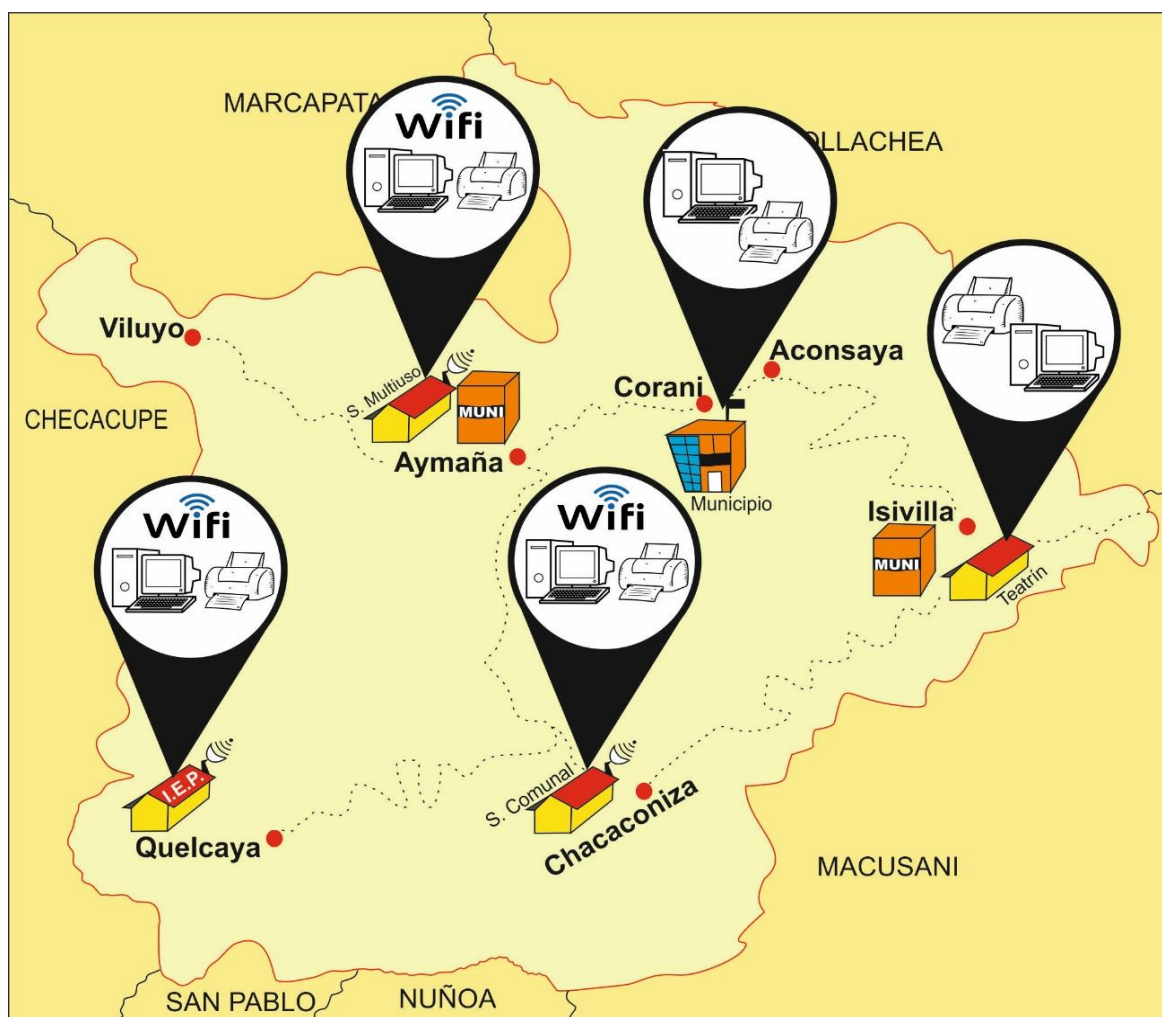 MARCAPATA
Wifi
OLLACHEA
Viluyo
S. Multiuso
MUNI
Aconsaya
Corani
CHECACUPE
Aymaña
Municipio
Isivilla
MUNI
Teatrín
Wifi
Wifi
I.E.P.
Quelcaya
S. Comunal
Chacaconiza
MACUSANI
SAN PABLO
NUÑOA